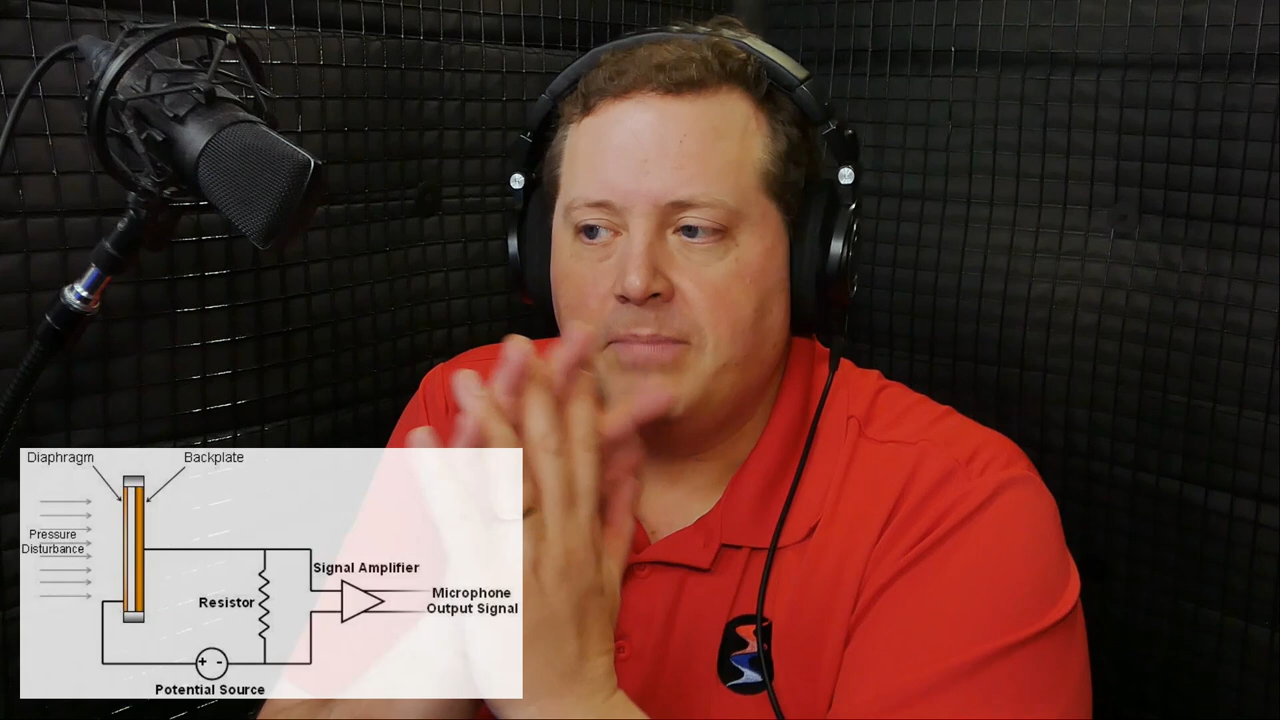 Diaphragm
Backplate
Pressure
Disturbance
Signal Amplifier
Resistor
Microphone
Output Signal
+ -
Potential Source